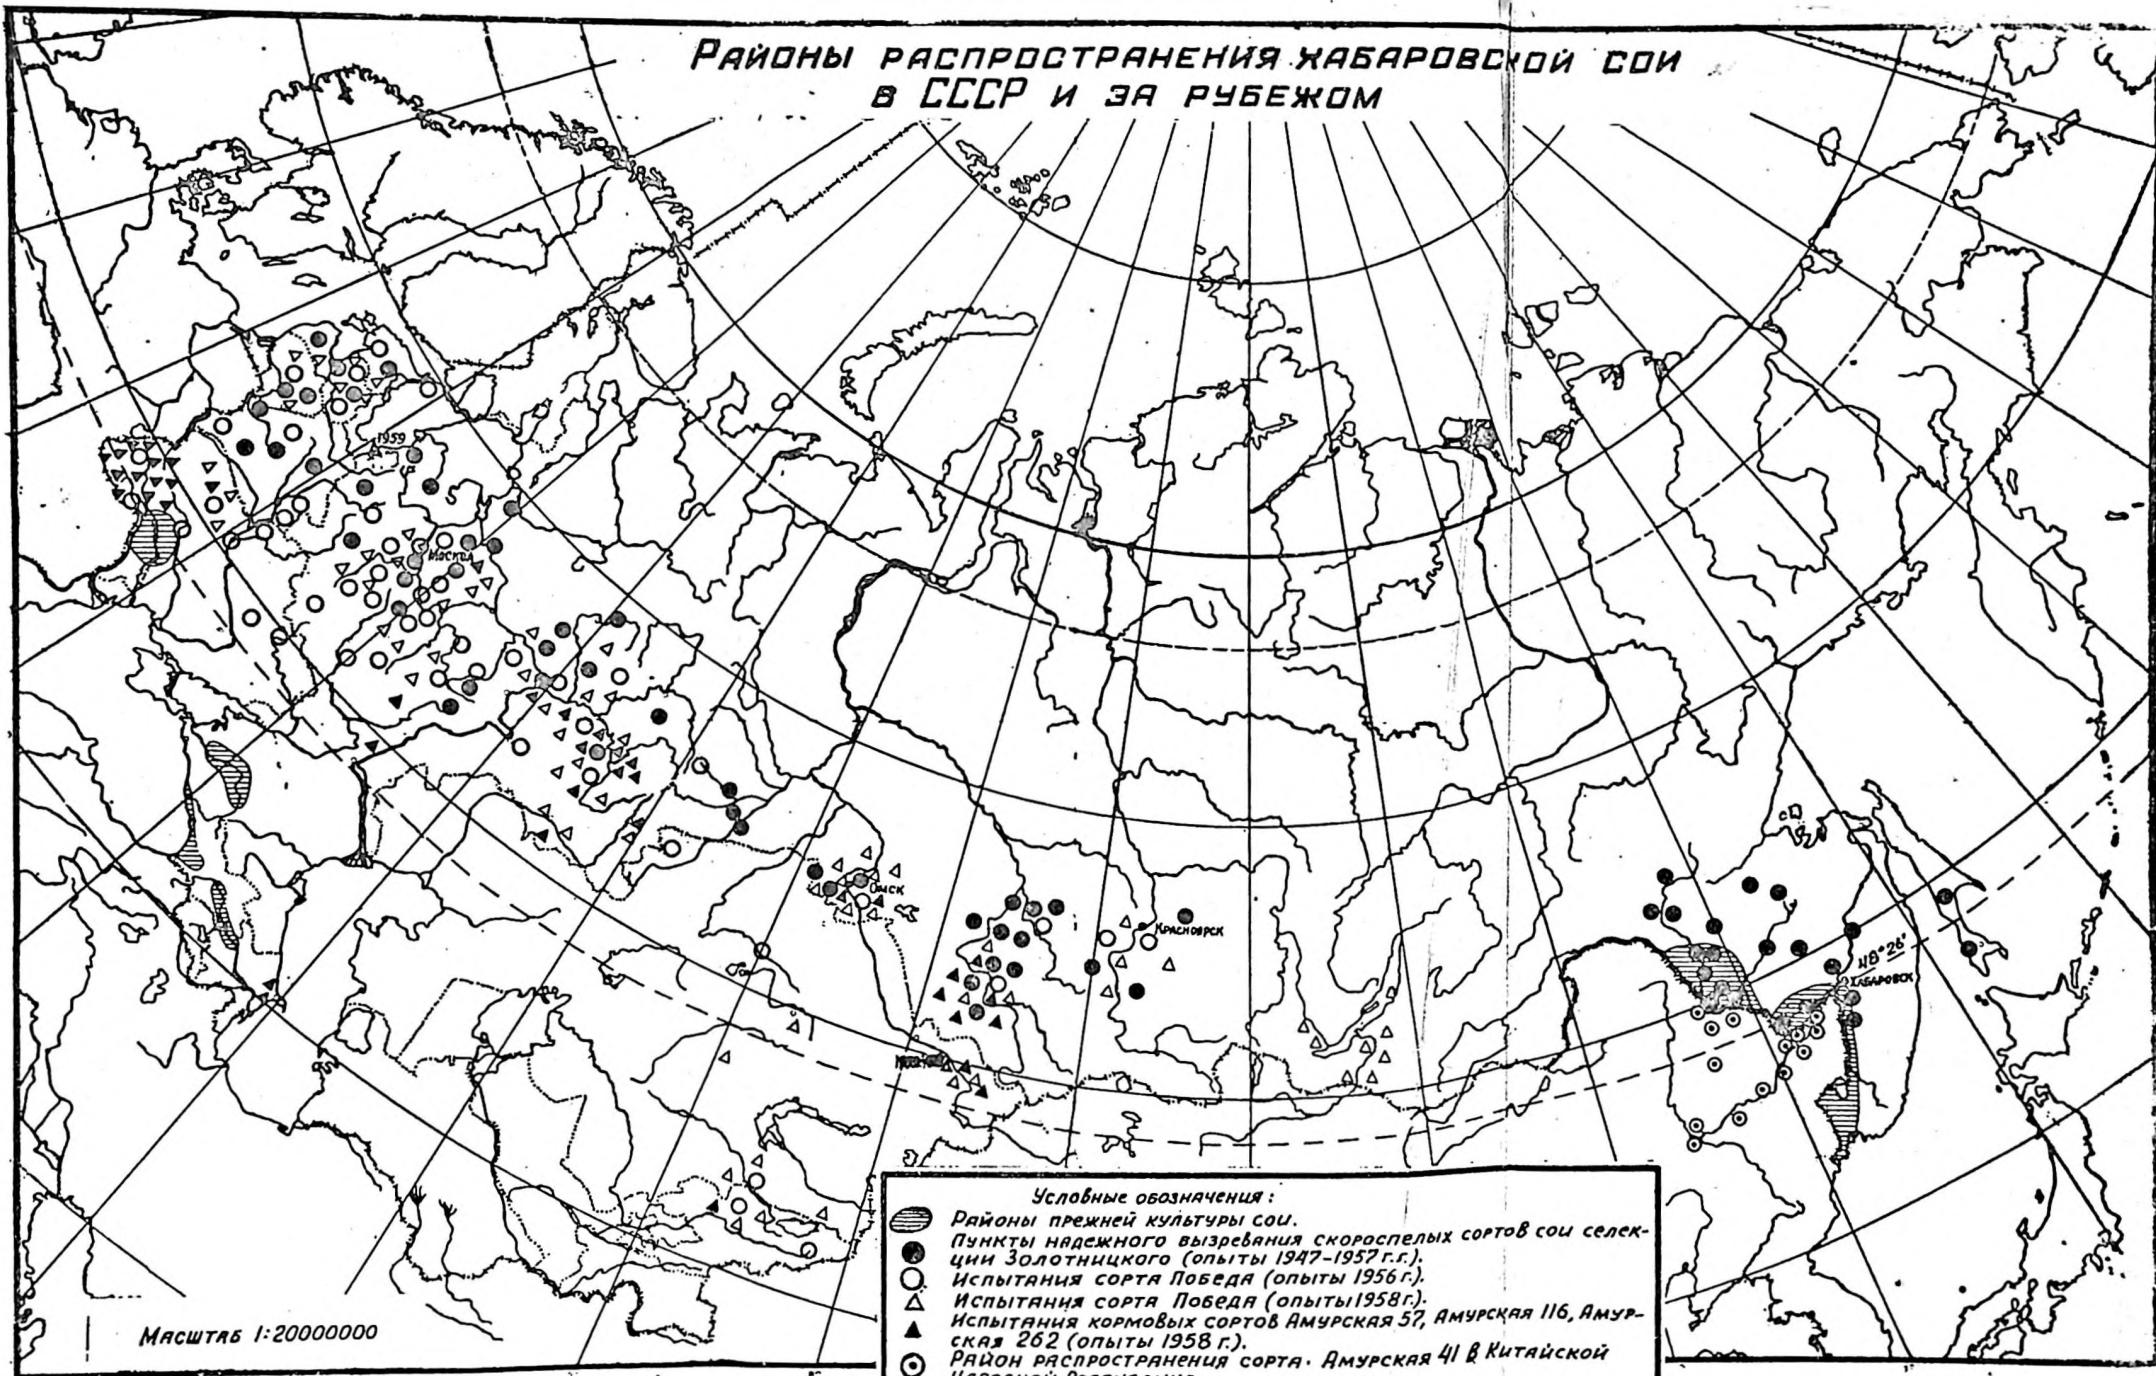 РАЙОНЫ РАСПРОСТРАНЕНИЯ ХАБАРОВСКОЙ СОИ
В СССР И ЗА РУБЕЖОМ
1959
МОСКВА
ОМСК
КРАСНОЯРСК
48°26'
ХАБАРОВСК
Условные обозначения:
Районы прежней культуры сои.
Пункты надежного вызревания скороспелых сортов сои селек-
ции Золотницкого (опыты 1947-1957 г.г.).
Испытания сорта Победа (опыты 1956 г.).
Испытания сорта Победа (опыты 1958 г.).
Испытания кормовых сортов Амурская 57, Амурская 116, Амур-
ская 262 (опыты 1958 г.).
Район распространения сорта. Амурская 41 в Китайской
МАСШТАБ 1:20000000